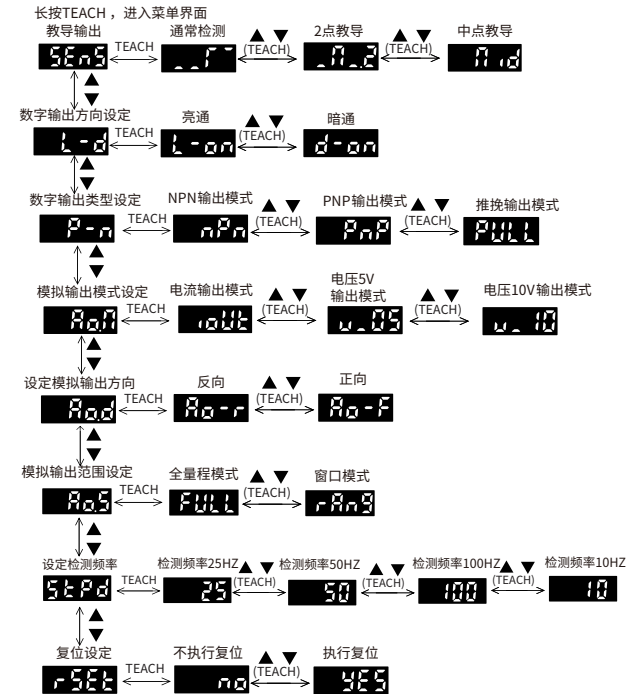 长按TEACH ，进入菜单界面
教导输出 通常检测 2点教导 中点教导
TEACH (TEACH) (TEACH)
SEnS __┌¯ _n_.2 n id
数字输出方向设定 亮通 暗通
TEACH (TEACH)
L-d L-on d-on
数字输出类型设定 NPN输出模式 PNP输出模式 推挽输出模式
TEACH (TEACH) (TEACH)
P-n nPn PnP PULL
模拟输出模式设定 电流输出模式 电压5V 输出模式 电压10V输出模式
TEACH (TEACH) (TEACH)
Ao.n ioUt u_05 u_ 10
设定模拟输出方向 反向 正向
TEACH (TEACH)
Aod Ao-r Ao-F
模拟输出范围设定 全量程模式 窗口模式
TEACH (TEACH)
Ao.S FULL rAng
设定检测频率 检测频率25HZ 检测频率50HZ 检测频率100HZ 检测频率10HZ
TEACH (TEACH) (TEACH) (TEACH)
StPd 25 50 100 10
复位设定 不执行复位 执行复位
TEACH (TEACH)
rSEt no YES